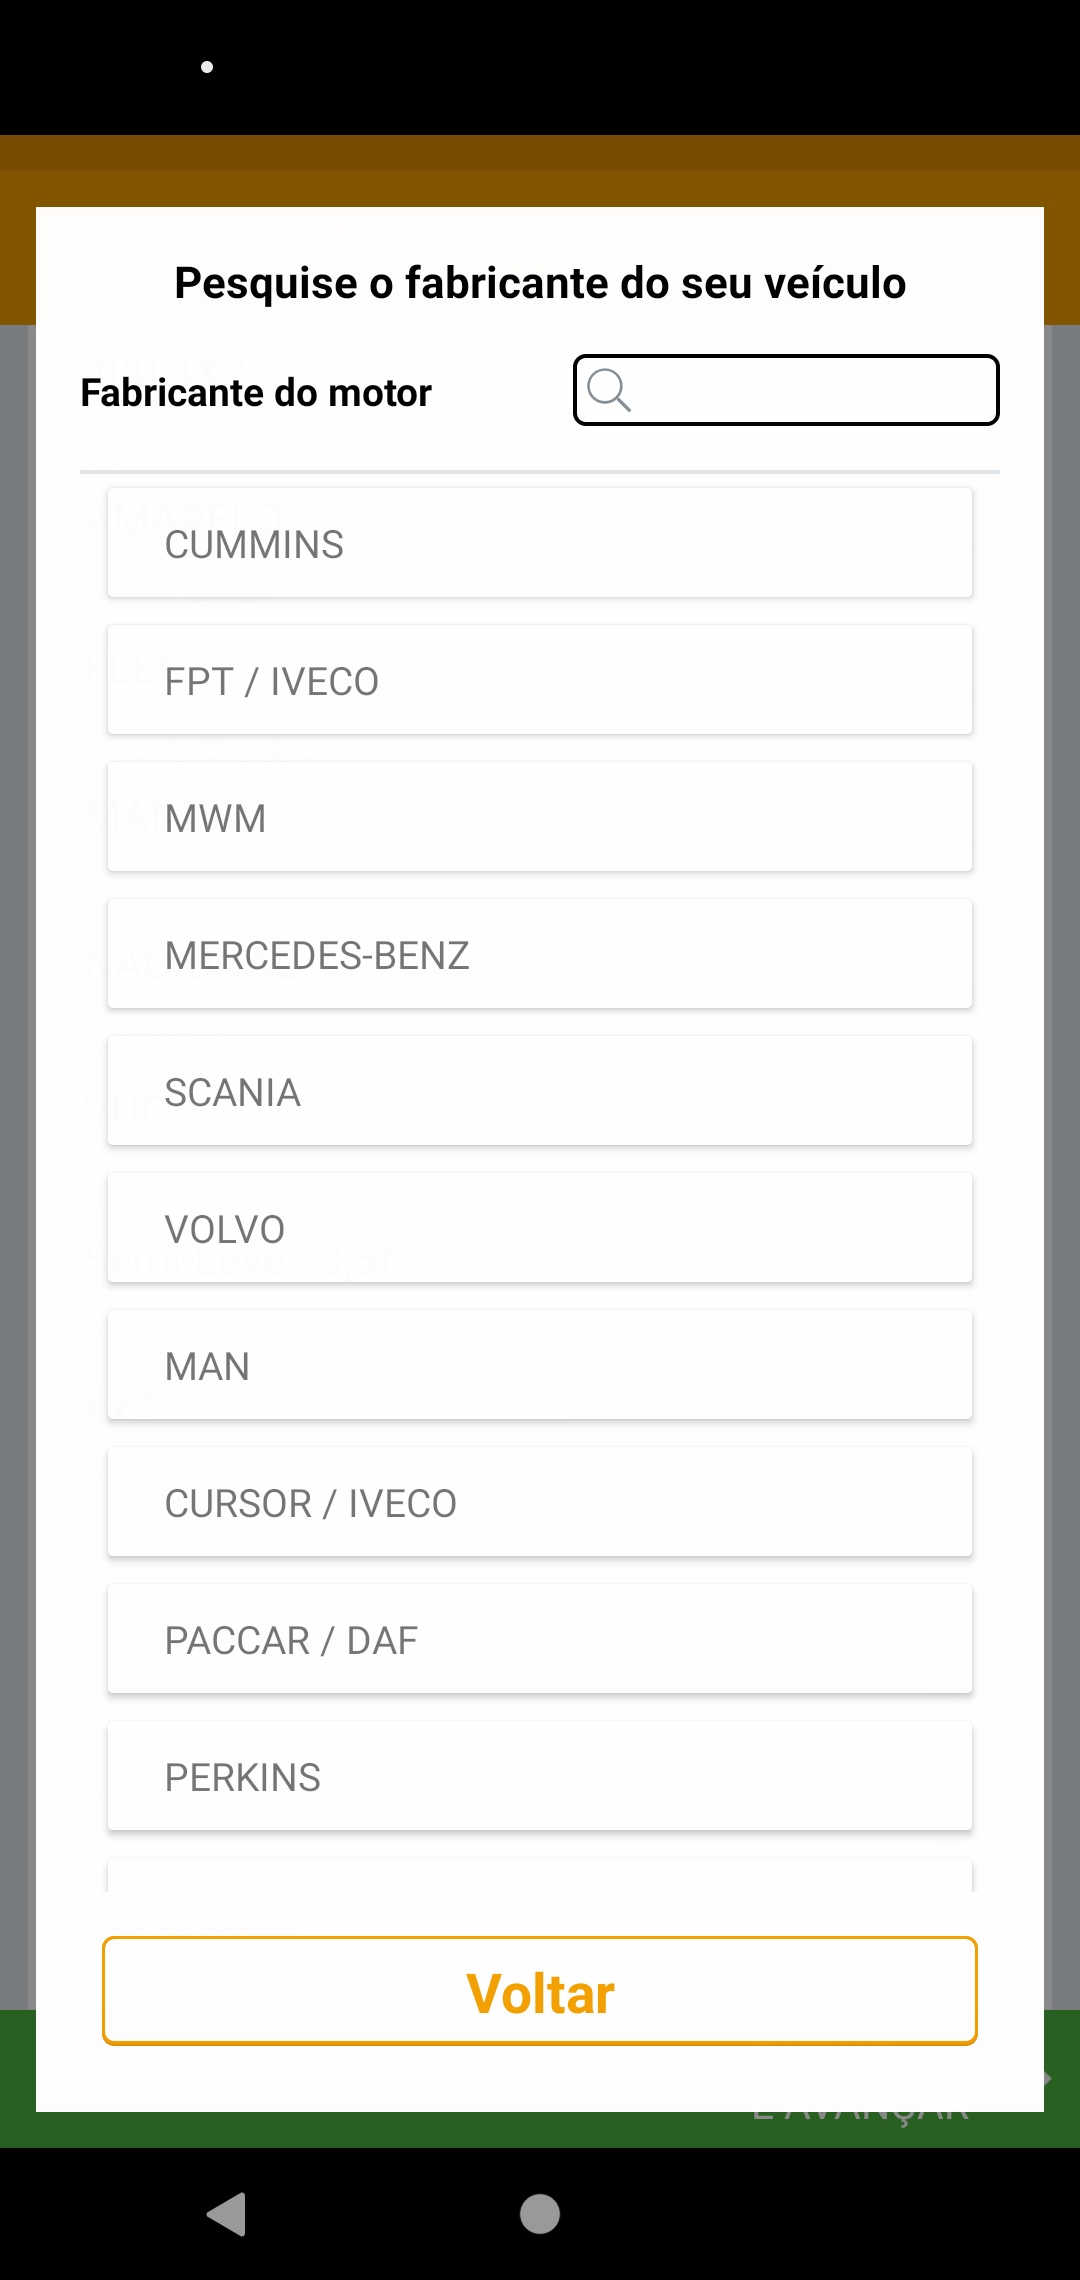 Pesquise o fabricante do seu veículo
Fabricante do motor
CUMMINS
FPT / IVECO
MWM
MERCEDES-BENZ
SCANIA
VOLVO
MAN
CURSOR / IVECO
PACCAR / DAF
PERKINS
Voltar
E AVANÇAR